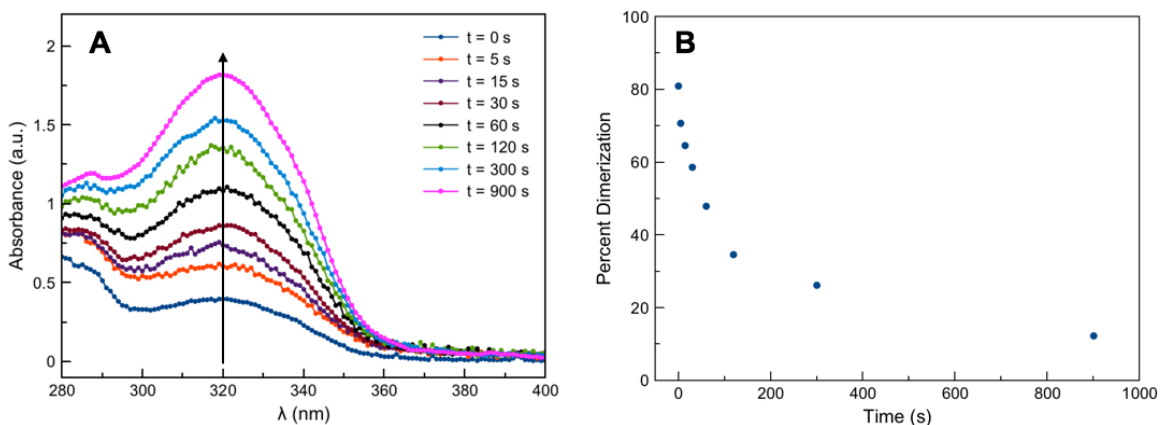 A
2
1.5
1
0.5
0
Absorbance (a.u.)
280 300 320 340 360 380 400
λ (nm)
t = 0 s
t = 5 s
t = 15 s
t = 30 s
t = 60 s
t = 120 s
t = 300 s
t = 900 s
B
100
80
60
40
20
0
Percent Dimerization
0 200 400 600 800 1000
Time (s)